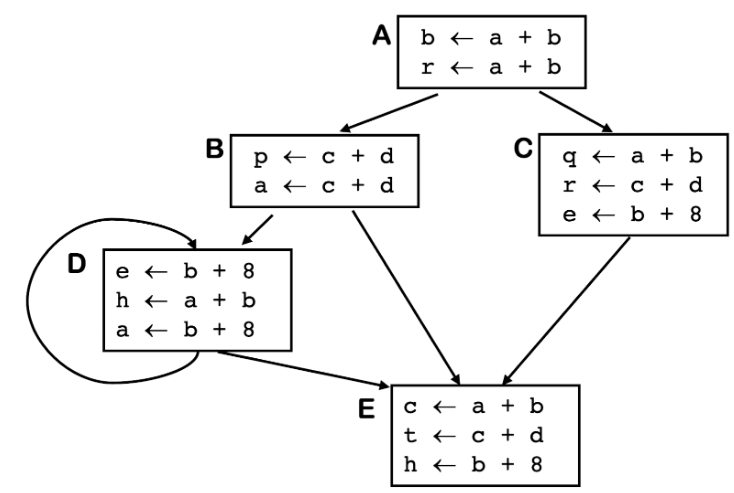 A
b ← a + b
r ← a + b
B
p ← c + d
a ← c + d
C
q ← a + b
r ← c + d
e ← b + 8
D
e ← b + 8
h ← a + b
a ← b + 8
E
c ← a + b
t ← c + d
h ← b + 8